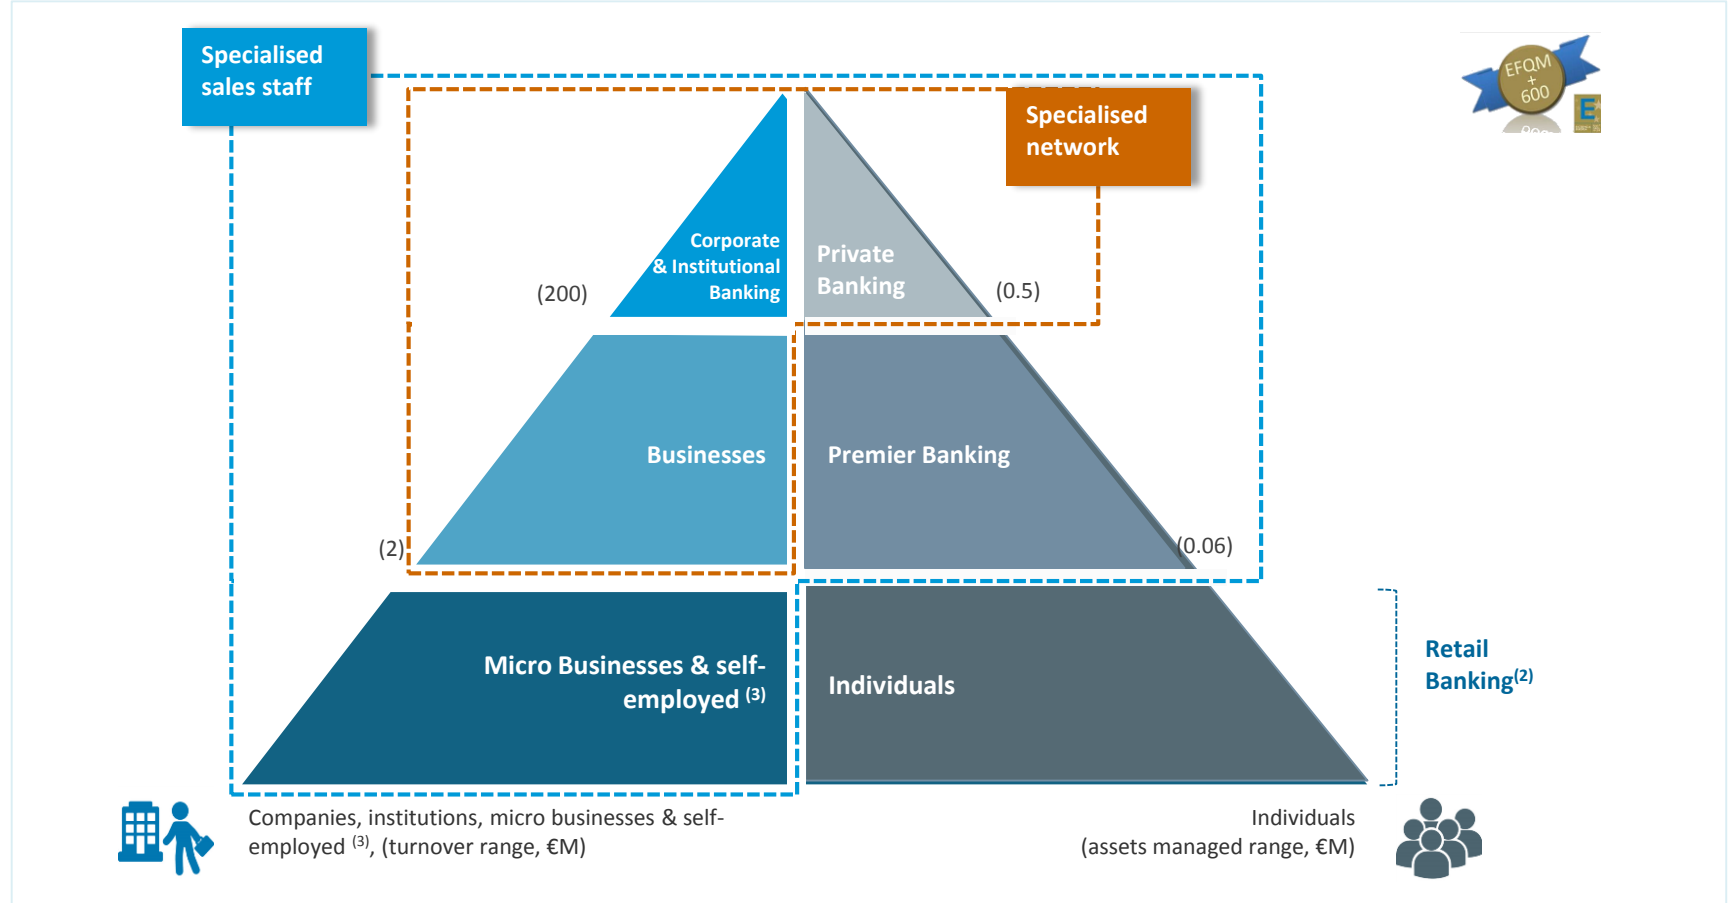 Specialised
sales staff
EFQM
+
600
E
Specialised
network
Corporate
& Institutional
Banking
Private
Banking
(200)
(0.5)
Businesses
Premier Banking
(2)
(0.06)
Micro Businesses & self-
employed (3)
Individuals
Retail
Banking(2)
Companies, institutions, micro businesses & self-
employed (3), (turnover range, €M)
Individuals
(assets managed range, €M)